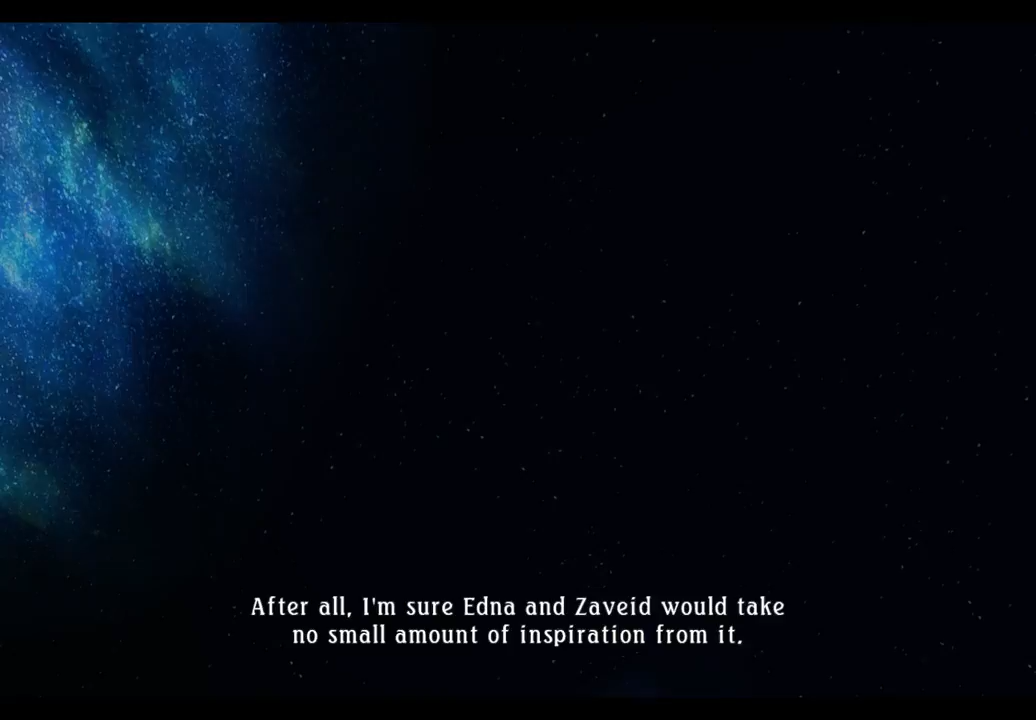 After all, I'm sure Edna and Zaveid would take
no small amount of inspiration from it.